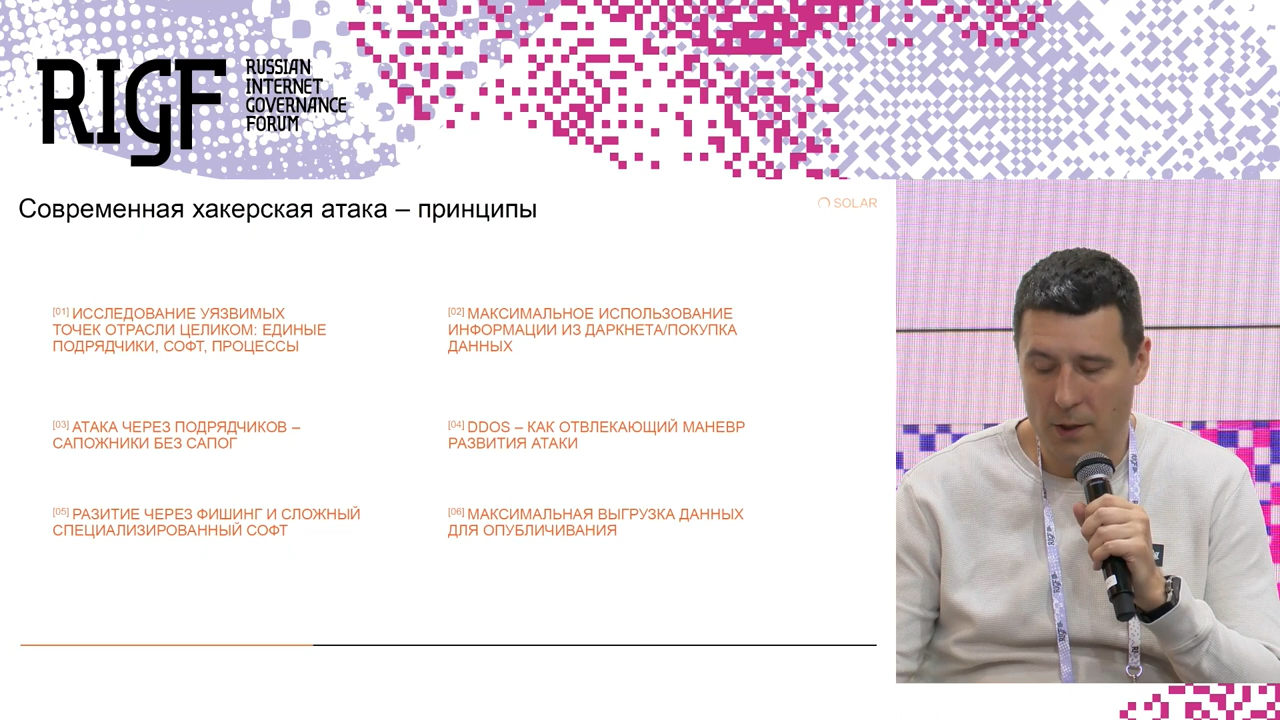 RIGF
RUSSIAN
INTERNET
GOVERNANCE
FORUM
Современная хакерская атака – принципы
SOLAR
[01] ИССЛЕДОВАНИЕ УЯЗВИМЫХ
ТОЧЕК ОТРАСЛИ ЦЕЛИКОМ: ЕДИНЫЕ
ПОДРЯДЧИКИ, СОФТ, ПРОЦЕССЫ
[02] МАКСИМАЛЬНОЕ ИСПОЛЬЗОВАНИЕ
ИНФОРМАЦИИ ИЗ ДАРКНЕТА/ПОКУПКА
ДАННЫХ
[03] АТАКА ЧЕРЕЗ ПОДРЯДЧИКОВ –
САПОЖНИКИ БЕЗ САПОГ
[04] DDOS – КАК ОТВЛЕКАЮЩИЙ МАНЕВР
РАЗВИТИЯ АТАКИ
[05] РАЗИТИЕ ЧЕРЕЗ ФИШИНГ И СЛОЖНЫЙ
СПЕЦИАЛИЗИРОВАННЫЙ СОФТ
[06] МАКСИМАЛЬНАЯ ВЫГРУЗКА ДАННЫХ
ДЛЯ ОПУБЛИЧИВАНИЯ